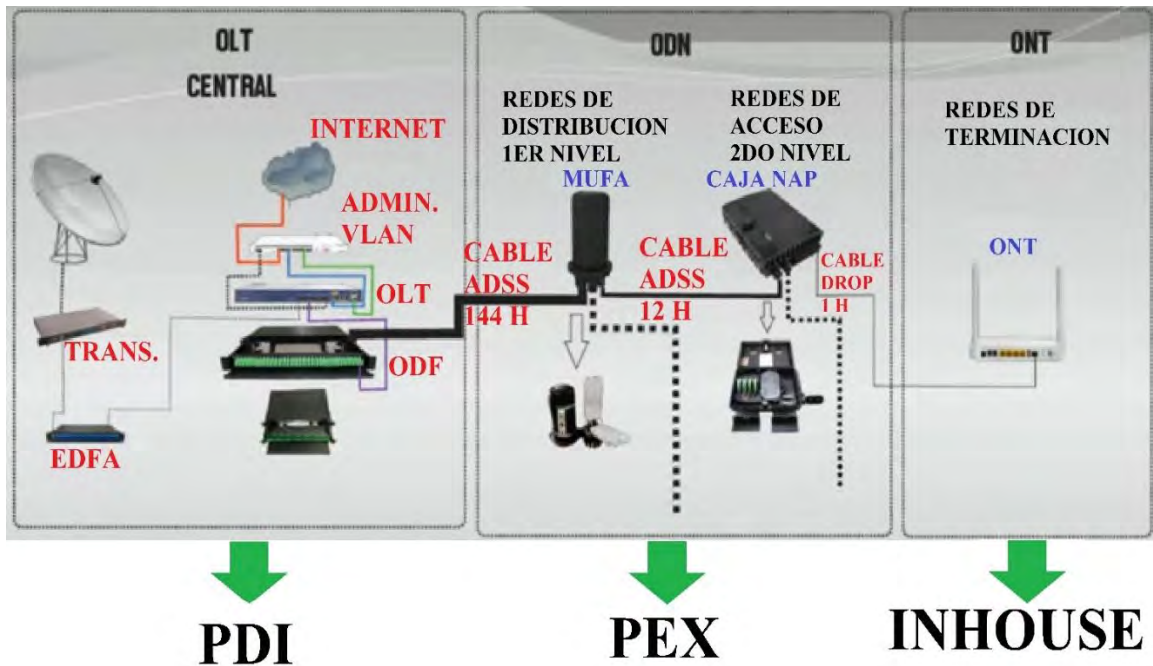 OLT
CENTRAL
INTERNET
ADMIN.
VLAN
OLT
TRANS.
ODF
EDFA
ODN
REDES DE
DISTRIBUCION
1ER NIVEL
MUFA
REDES DE
ACCESO
2DO NIVEL
CAJA NAP
CABLE
ADSS
144 H
CABLE
ADSS
12 H
CABLE
DROP
1 H
ONT
REDES DE
TERMINACION
ONT
PDI
PEX
INHOUSE